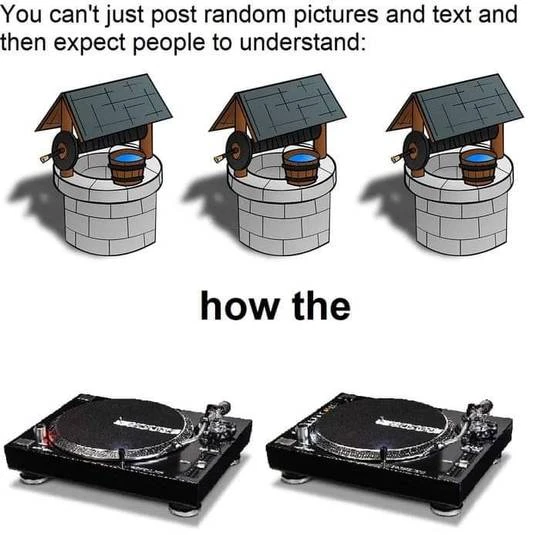 You can't just post random pictures and text and
then expect people to understand:
how the